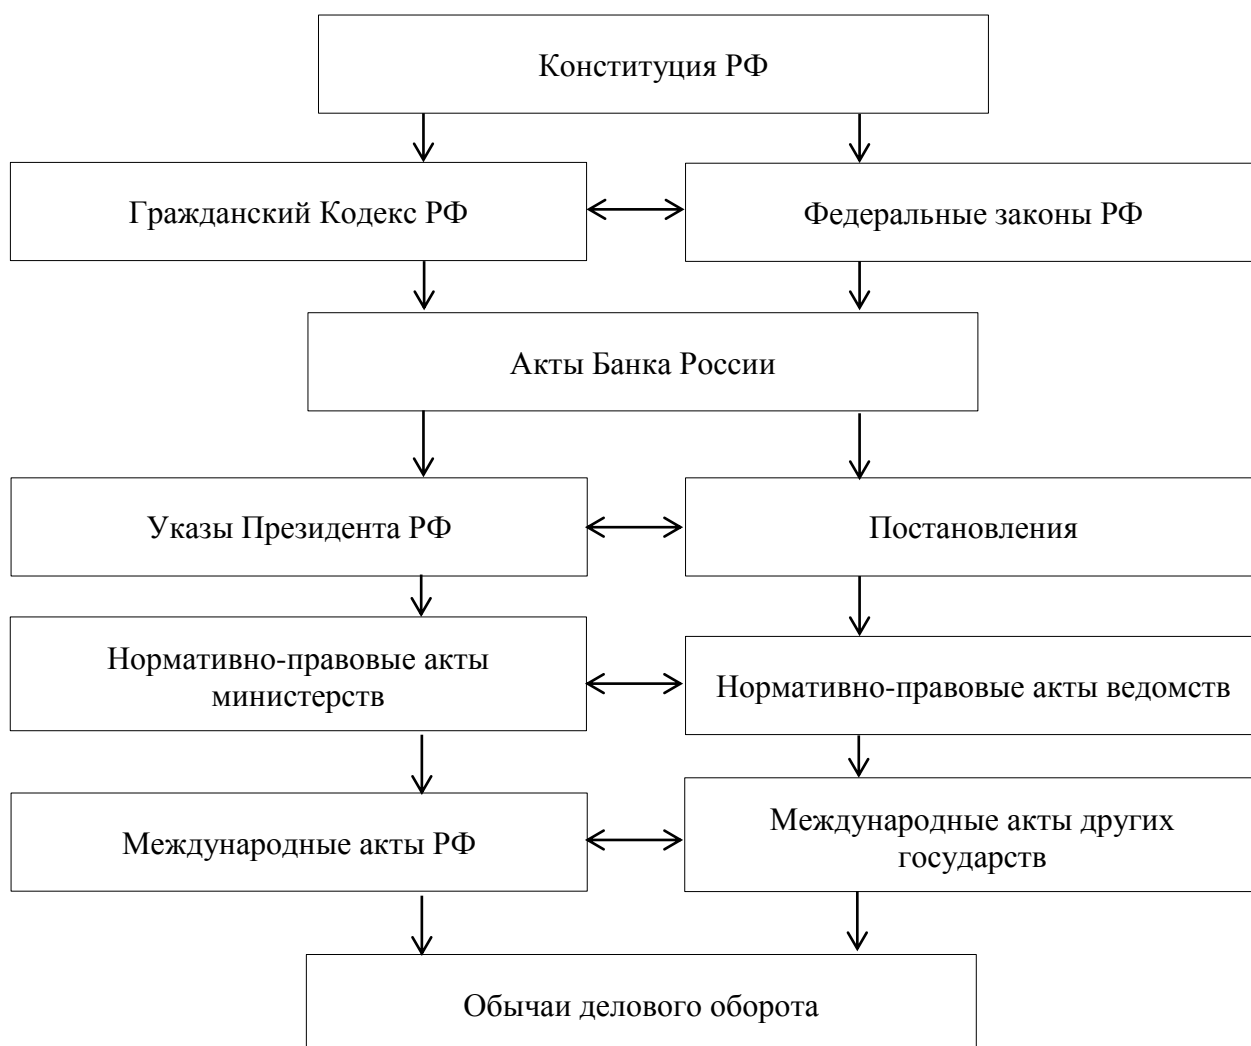 Конституция РФ
Гражданский Кодекс РФ
Федеральные законы РФ
Акты Банка России
Указы Президента РФ
Постановления
Нормативно-правовые акты
министерств
Нормативно-правовые акты ведомств
Международные акты РФ
Международные акты других
государств
Обычаи делового оборота